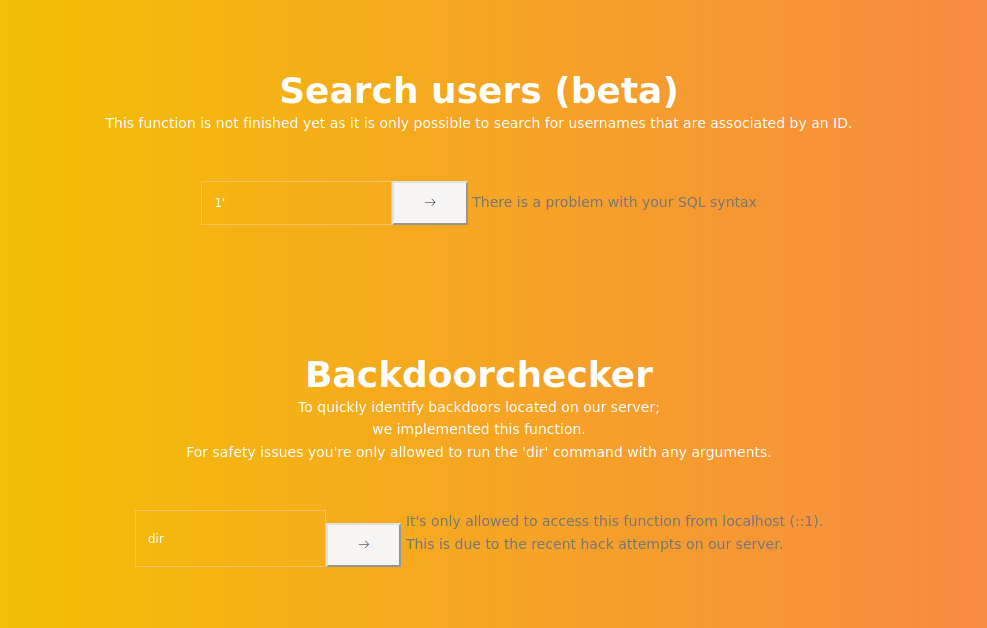 Search users (beta)
This function is not finished yet as it is only possible to search for usernames that are associated by an ID.
1'
→
There is a problem with your SQL syntax
Backdoorchecker
To quickly identify backdoors located on our server;
we implemented this function.
For safety issues you're only allowed to run the 'dir' command with any arguments.
dir
→
It's only allowed to access this function from localhost (::1).
This is due to the recent hack attempts on our server.